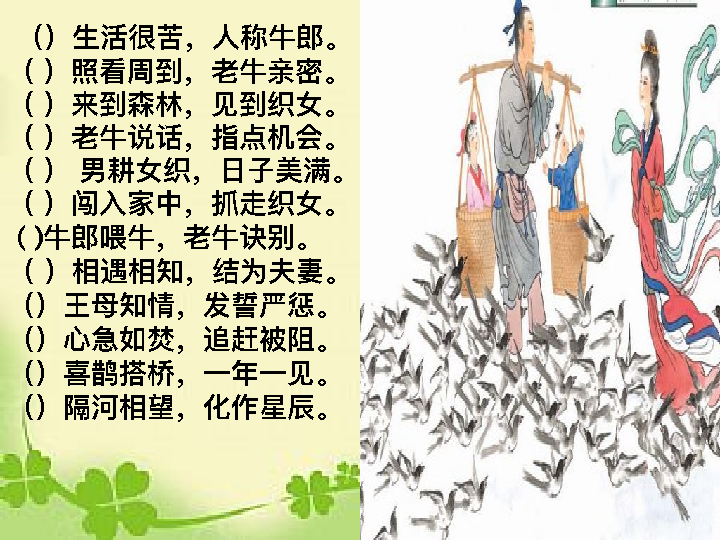 （）生活很苦，人称牛郎。
（ ）照看周到，老牛亲密。
（ ）来到森林，见到织女。
（ ）老牛说话，指点机会。
（ ） 男耕女织，日子美满。
（ ）闯入家中，抓走织女。
( )牛郎喂牛，老牛诀别。
（ ）相遇相知，结为夫妻。
（）王母知情，发誓严惩。
（）心急如焚，追赶被阻。
（）喜鹊搭桥，一年一见。
（）隔河相望，化作星辰。